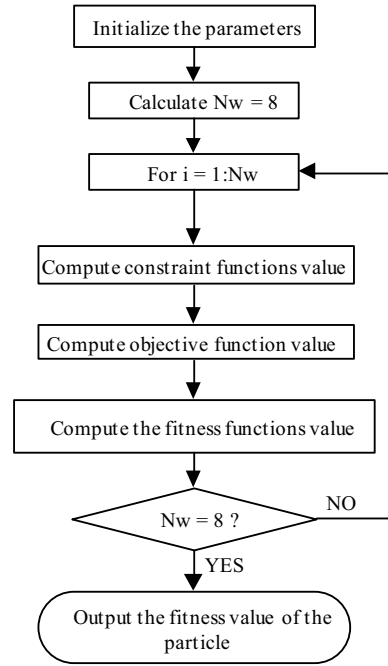 Initialize the parameters
Calculate Nw = 8
For i = 1:Nw
Compute constraint functions value
Compute objective function value
Compute the fitness functions value
Nw = 8 ?
NO
YES
Output the fitness value of the
particle